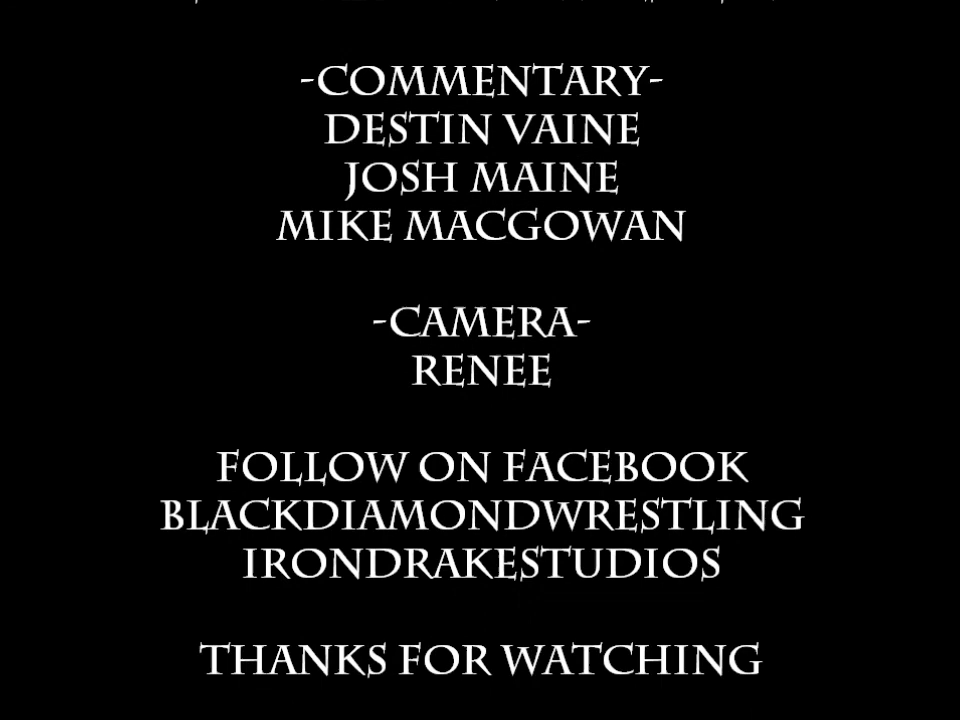 -COMMENTARY-
DESTIN VAINE
JOSH MAINE
MIKE MACGOWAN
-CAMERA-
RENEE
FOLLOW ON FACEBOOK
BLACKDIAMONDWRESTLING
IRONDRAKESTUDIOS
THANKS FOR WATCHING